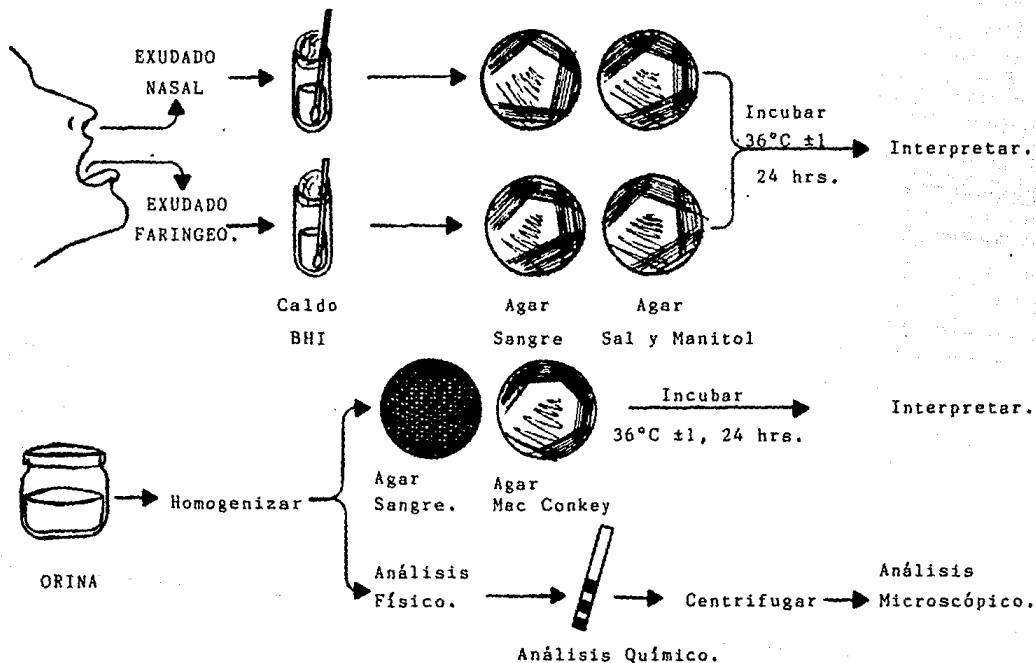 EXUDADO
NASAL
EXUDADO
FARINGEO.
Caldo
BHI
Agar
Sangre
Agar
Sal y Manitol
Incubar
36°C ±1
24 hrs.
Interpretar.
ORINA
Homogenizar
Agar
Sangre.
Agar
Mac Conkey
Incubar
36°C ±1, 24 hrs.
Interpretar.
Análisis
Físico.
Análisis Químico.
Centrifugar
Análisis
Microscópico.